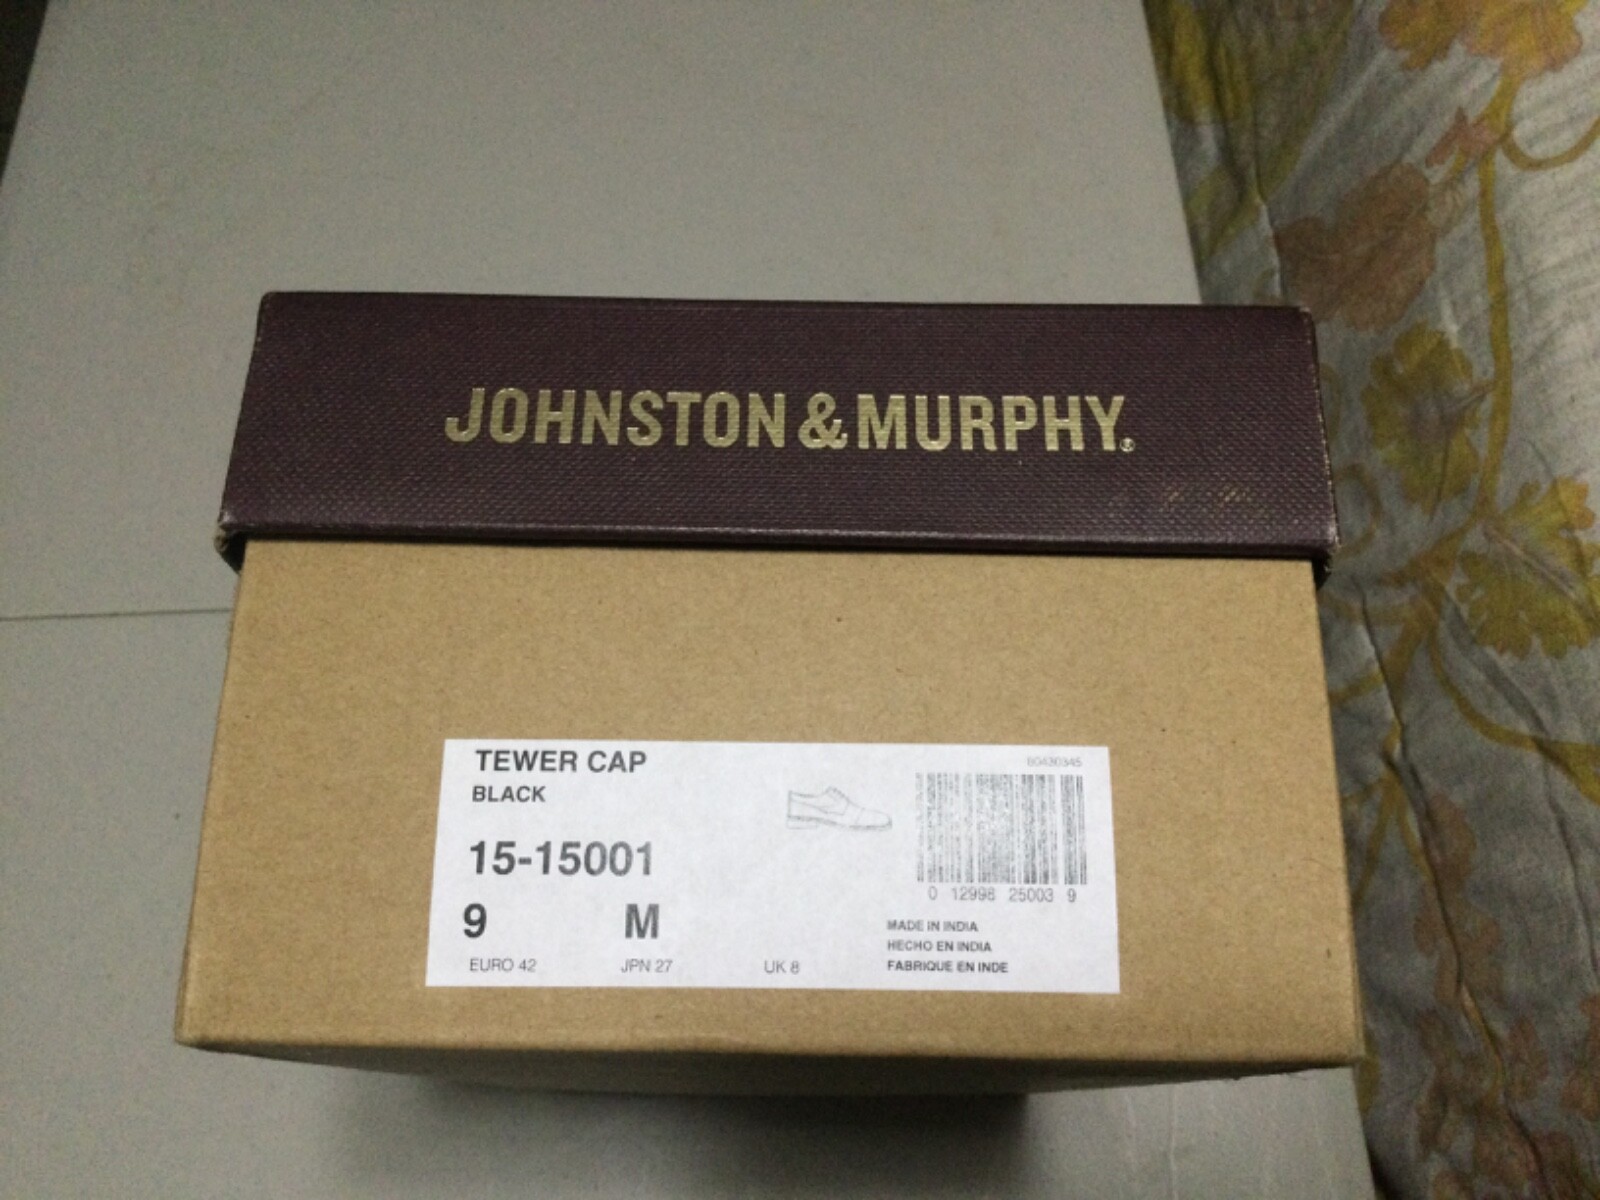 JOHNSTON & MURPHY®
TEWER CAP
BLACK
15-15001
9 M
EURO 42 JPN 27 UK 8
60430345
0 12998 25003 9
MADE IN INDIA
HECHO EN INDIA
FABRIQUE EN INDE